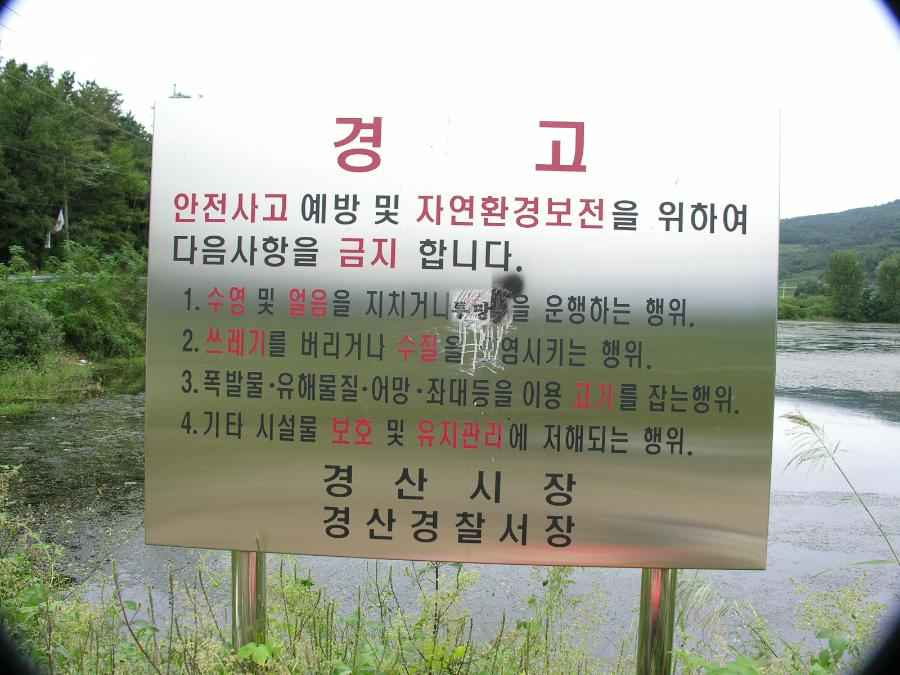 경 고
안전사고 예방 및 자연환경보전을 위하여
다음사항을 금지 합니다.
1. 수영 및 얼음을 지치거나 을 운행하는 행위.
2. 쓰레기를 버리거나 수질을 시키는 행위.
3. 폭발물·유해물질·어망·좌대등을 이용 고기를 잡는행위.
4. 기타 시설물 보호 및 유지관리에 저해되는 행위.
경 산 시 장
경 산 경 찰 서 장